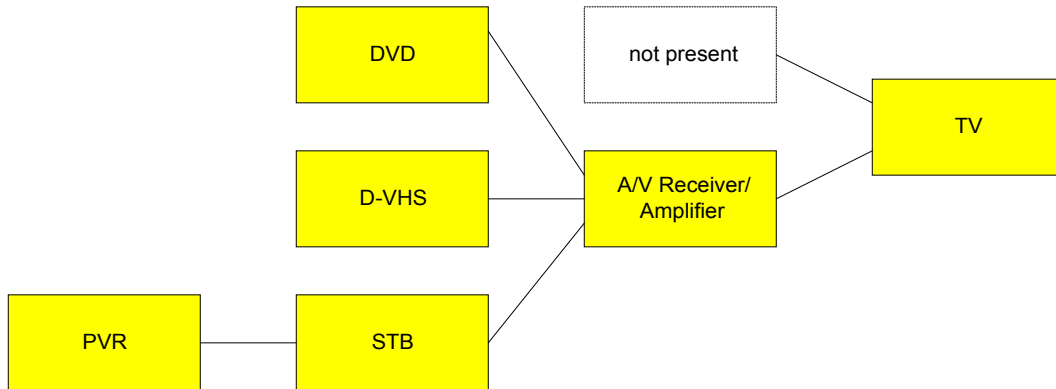 DVD
not present
TV
D-VHS
A/V Receiver/
Amplifier
PVR
STB